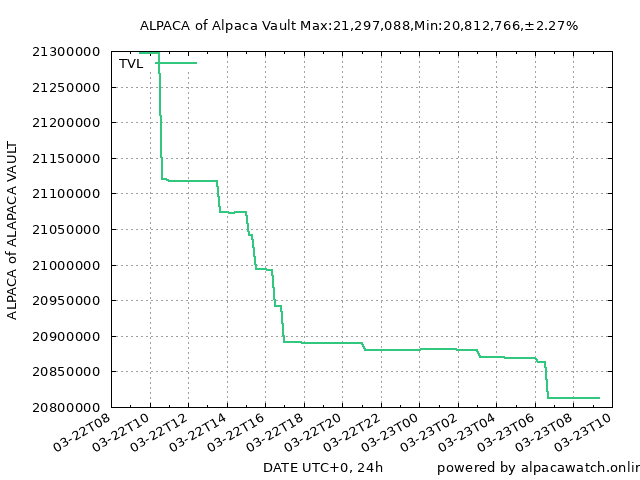 ALPACA of Alpaca Vault Max:21,297,088,Min:20,812,766,±2.27%
TVL
21300000
21250000
21200000
21150000
21100000
21050000
21000000
20950000
20900000
20850000
20800000
ALPACA of ALAPACA VAULT
03-22T08
03-22T10
03-22T12
03-22T14
03-22T16
03-22T18
03-22T20
03-22T22
03-23T00
03-23T02
03-23T04
03-23T06
03-23T08
03-23T10
DATE UTC+0, 24h
powered by alpacawatch.onlin